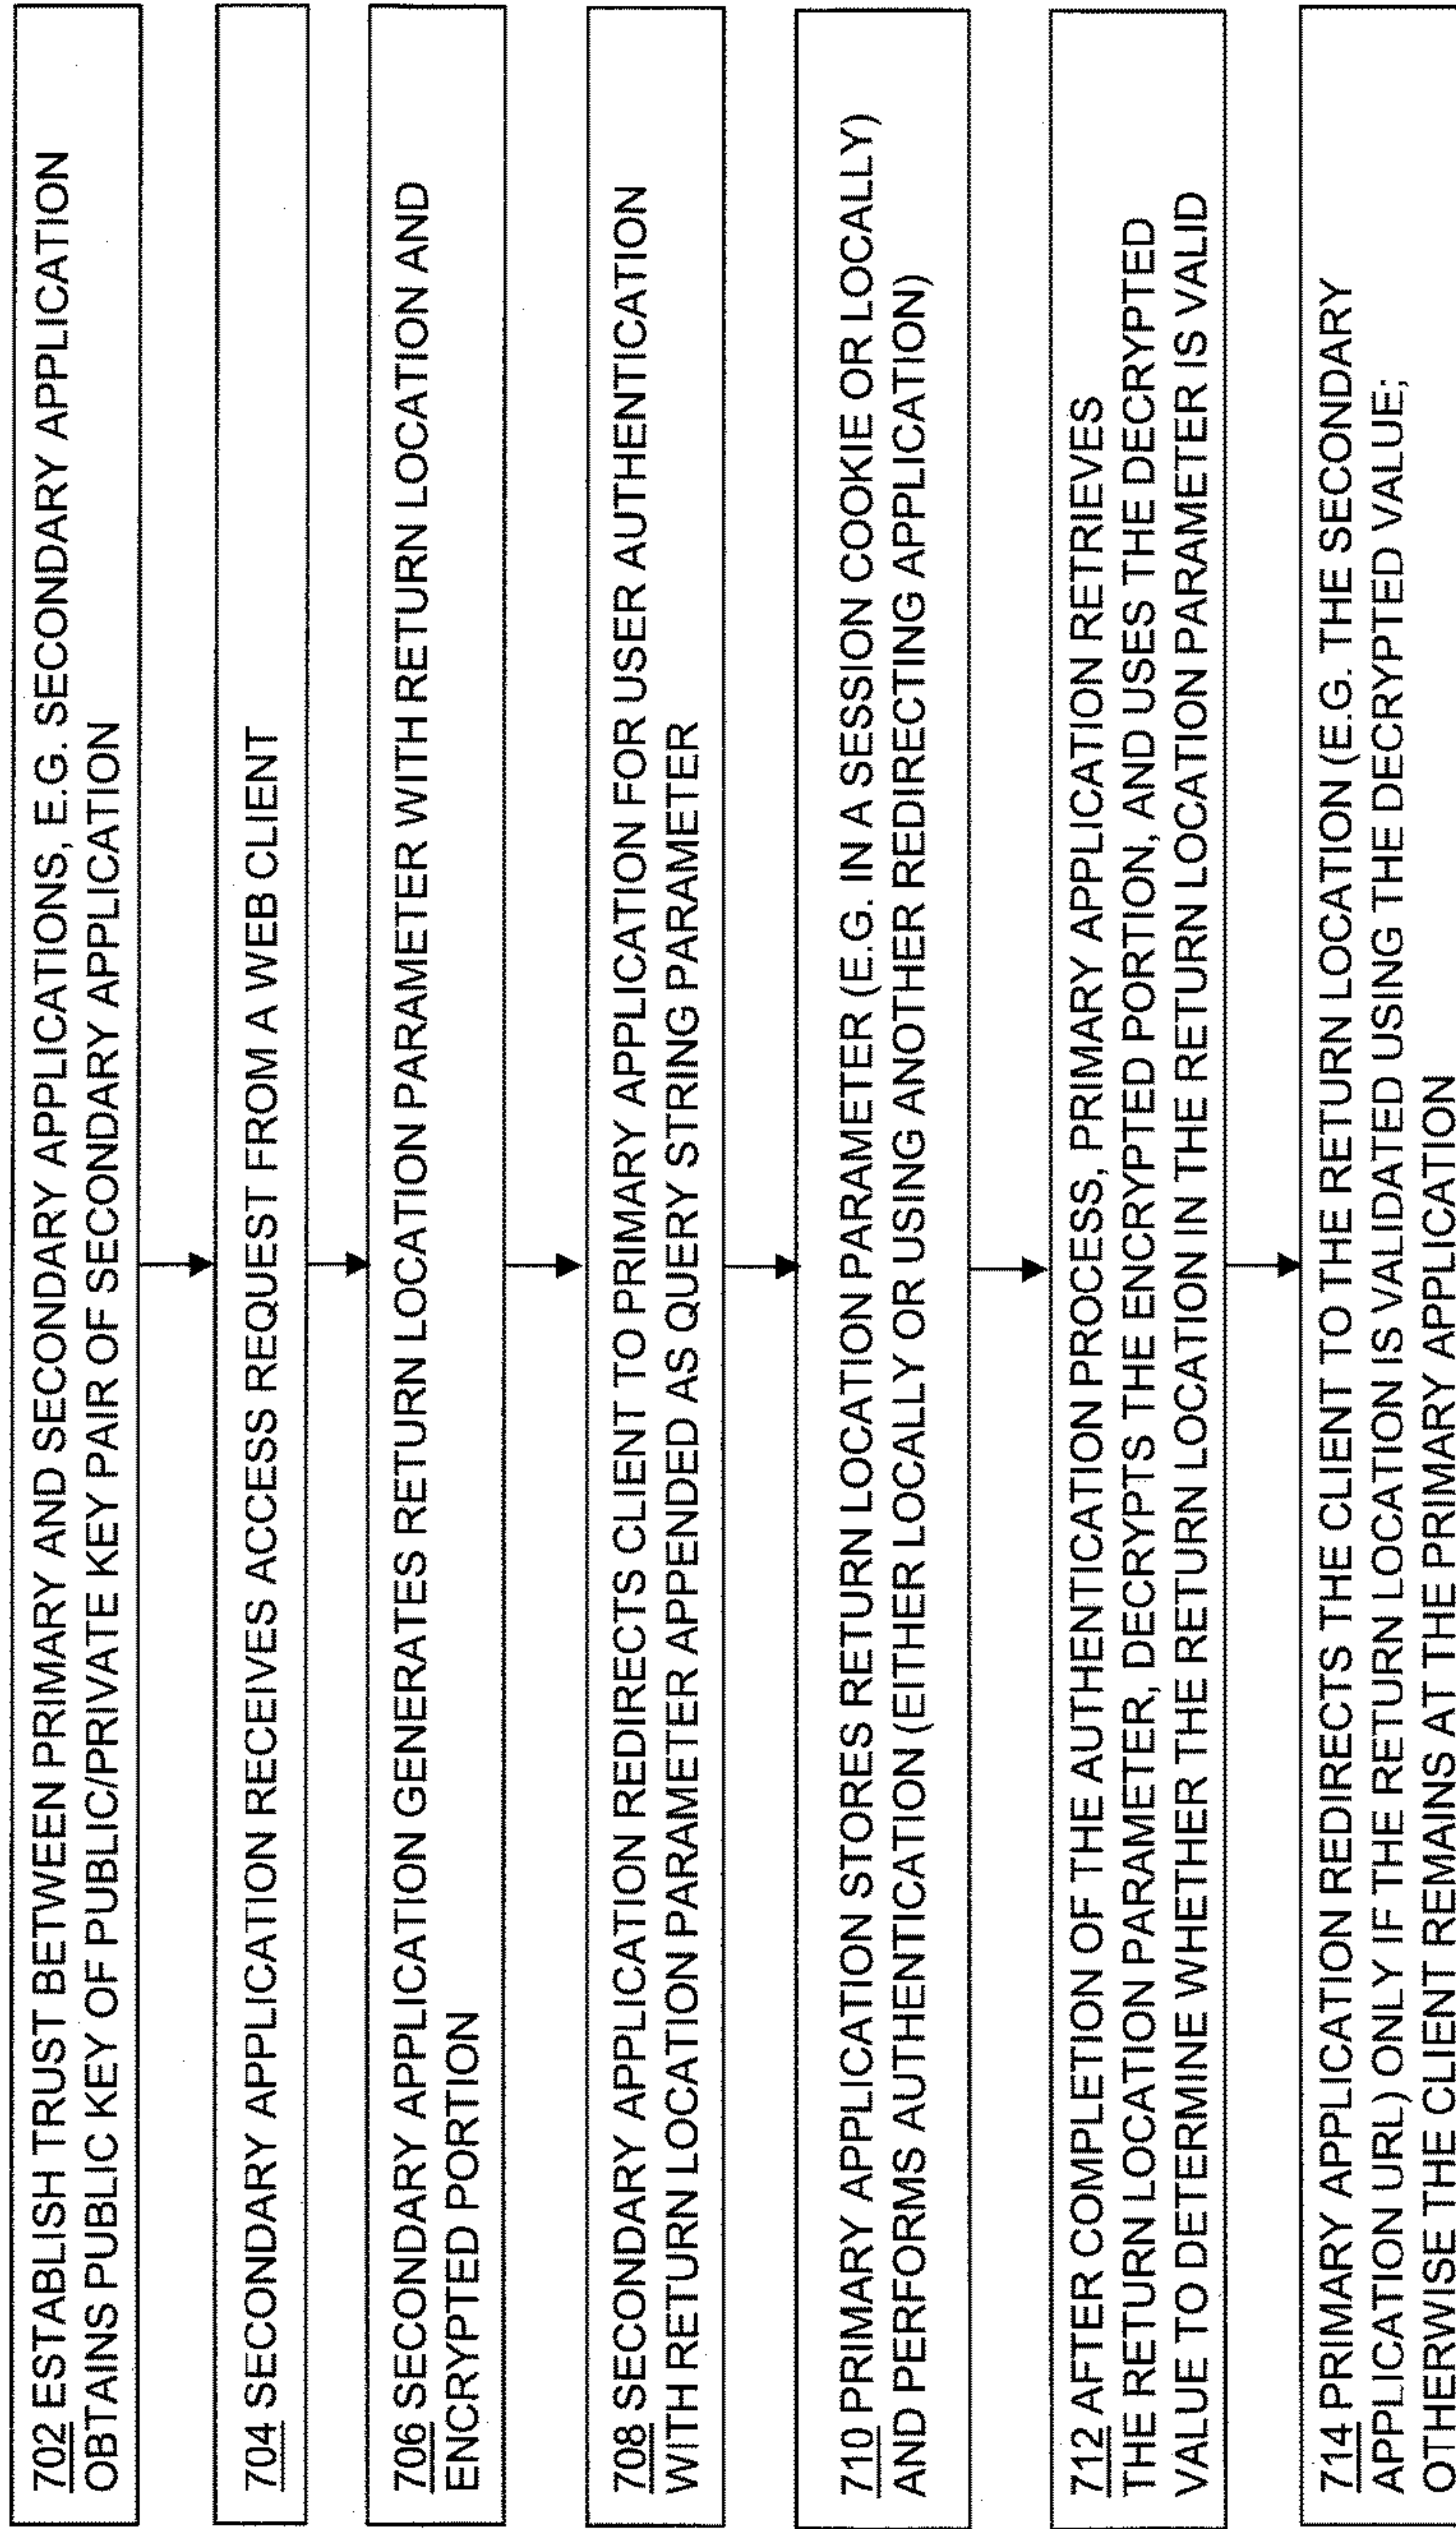 702 ESTABLISH TRUST BETWEEN PRIMARY AND SECONDARY APPLICATIONS, E.G. SECONDARY APPLICATION
OBTAINS PUBLIC KEY OF PUBLIC/PRIVATE KEY PAIR OF SECONDARY APPLICATION
704 SECONDARY APPLICATION RECEIVES ACCESS REQUEST FROM A WEB CLIENT
706 SECONDARY APPLICATION GENERATES RETURN LOCATION PARAMETER WITH RETURN LOCATION AND
ENCRYPTED PORTION
708 SECONDARY APPLICATION REDIRECTS CLIENT TO PRIMARY APPLICATION FOR USER AUTHENTICATION
WITH RETURN LOCATION PARAMETER APPENDED AS QUERY STRING PARAMETER
710 PRIMARY APPLICATION STORES RETURN LOCATION PARAMETER (E.G. IN A SESSION COOKIE OR LOCALLY)
AND PERFORMS AUTHENTICATION (EITHER LOCALLY OR USING ANOTHER REDIRECTING APPLICATION)
712 AFTER COMPLETION OF THE AUTHENTICATION PROCESS, PRIMARY APPLICATION RETRIEVES
THE RETURN LOCATION PARAMETER, DECRYPTS THE ENCRYPTED PORTION, AND USES THE DECRYPTED
VALUE TO DETERMINE WHETHER THE RETURN LOCATION IN THE RETURN LOCATION PARAMETER IS VALID
714 PRIMARY APPLICATION REDIRECTS THE CLIENT TO THE RETURN LOCATION (E.G. THE SECONDARY
APPLICATION URL) ONLY IF THE RETURN LOCATION IS VALIDATED USING THE DECRYPTED VALUE;
OTHERWISE THE CLIENT REMAINS AT THE PRIMARY APPLICATION